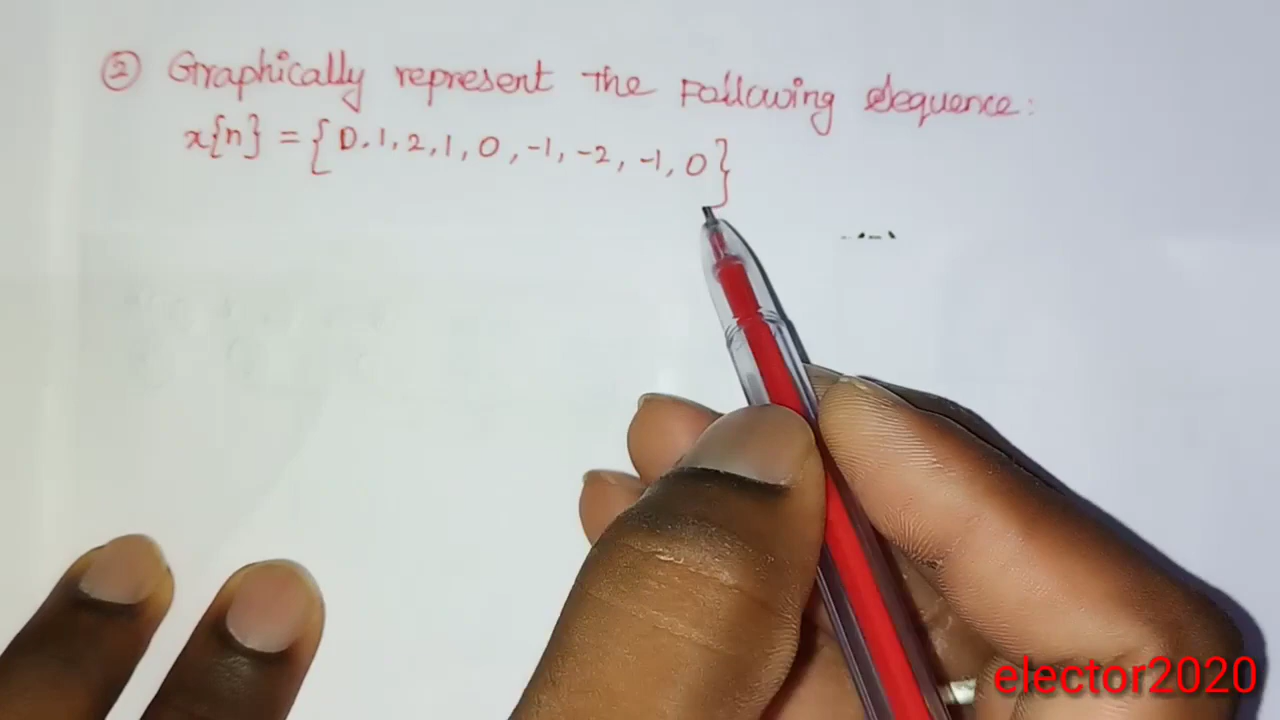 ② Graphically represent the Following Sequence:
x{n} = {0,1,2,1,0,-1,-2,-1,0}
elector2020